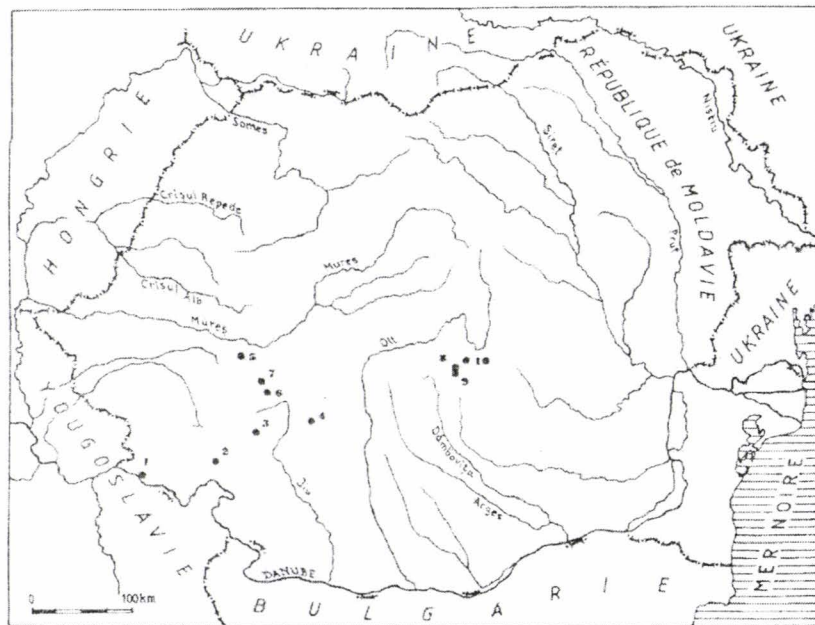 UKRAINE
UKRAINE
RÉPUBLIQUE de MOLDAVIE
Nistru
HONGRIE
Somes
Siret
Crisul Repede
Prut
Mures
Crisul Alb
Mures
UKRAINE
Olt
5
8
10
9
7
6
4
3
2
1
YOUGOSLAVIE
Dâmbovita
Arges
Jiu
DANUBE
MER NOIRE
BULGARIE
0 100km